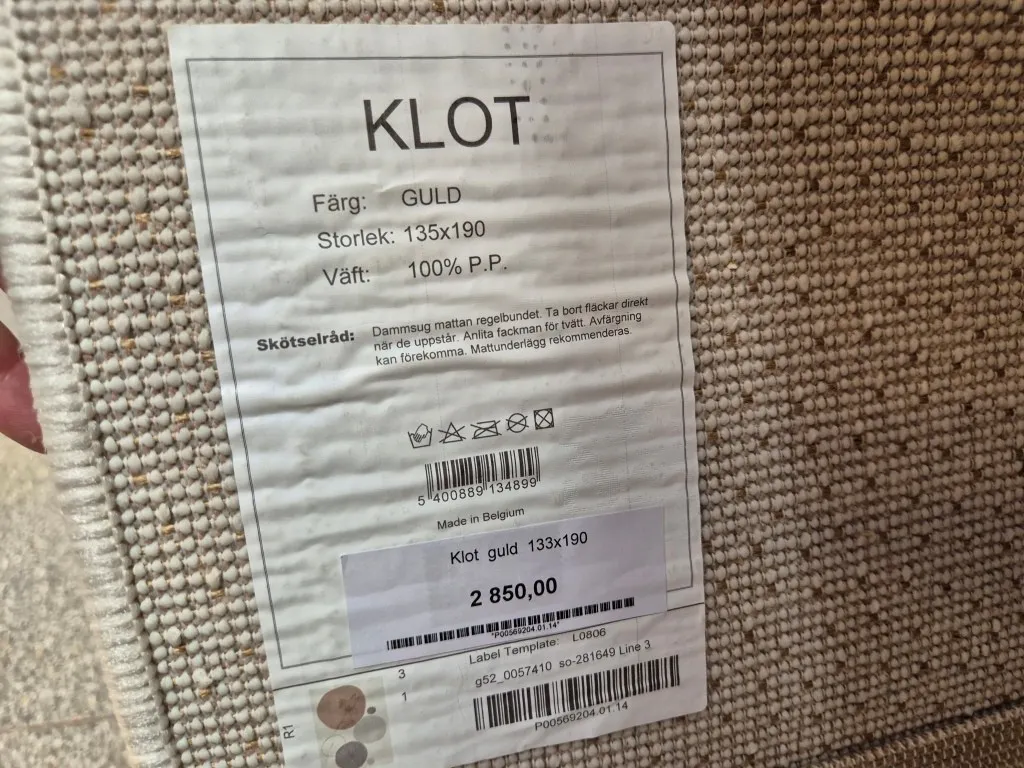 KLOT
Färg: GULD
Storlek: 135x190
Väft: 100% P.P.
Skötselråd: Dammsug mattan regelbundet. Ta bort fläckar direkt
när de uppstår. Anlita fackman för tvätt. Avfärgning
kan förekomma. Mattunderlägg rekommenderas.
5 400889 134899
Made in Belgium
Klot guld 133x190
2 850,00
*P00569204.01.14*
Label Template: L0806
3
g52_0057410 so-281649 Line 3
1
P00569204.01.14
R1